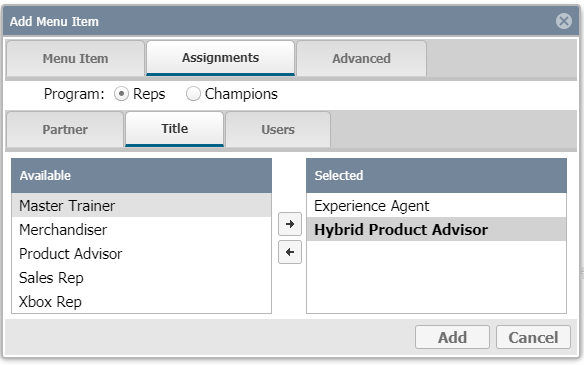 Add Menu Item
Menu Item Assignments Advanced
Program: Reps Champions
Partner Title Users
Available
Master Trainer
Merchandiser
Product Advisor
Sales Rep
Xbox Rep
Selected
Experience Agent
Hybrid Product Advisor
Add Cancel